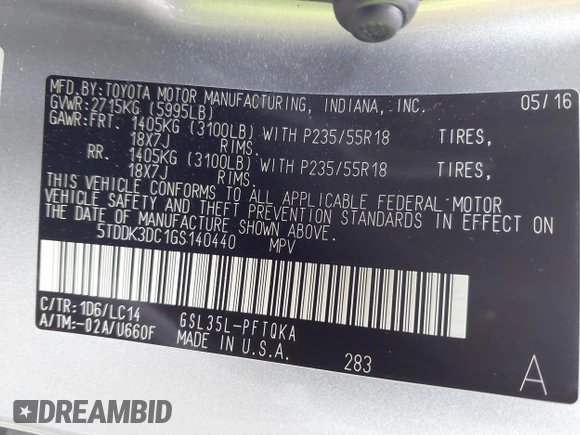 MFD.BY:TOYOTA MOTOR MANUFACTURING, INDIANA, INC. 05/16
GVWR:2715KG (5995LB)
GAWR:FRT. 1405KG (3100LB) WITH P235/55R18 TIRES,
18X7J RIMS.
RR. 1405KG (3100LB) WITH P235/55R18 TIRES,
18X7J RIMS.
THIS VEHICLE CONFORMS TO ALL APPLICABLE FEDERAL MOTOR
VEHICLE SAFETY AND THEFT PREVENTION STANDARDS IN EFFECT ON
THE DATE OF MANUFACTURE SHOWN ABOVE.
5TDDK3DC1GS140440 MPV
C/TR:1D6/LC14 GSL35L-PFTQKA
A/TM:-02A/U660F MADE IN U.S.A. 283 A
DREAMBID